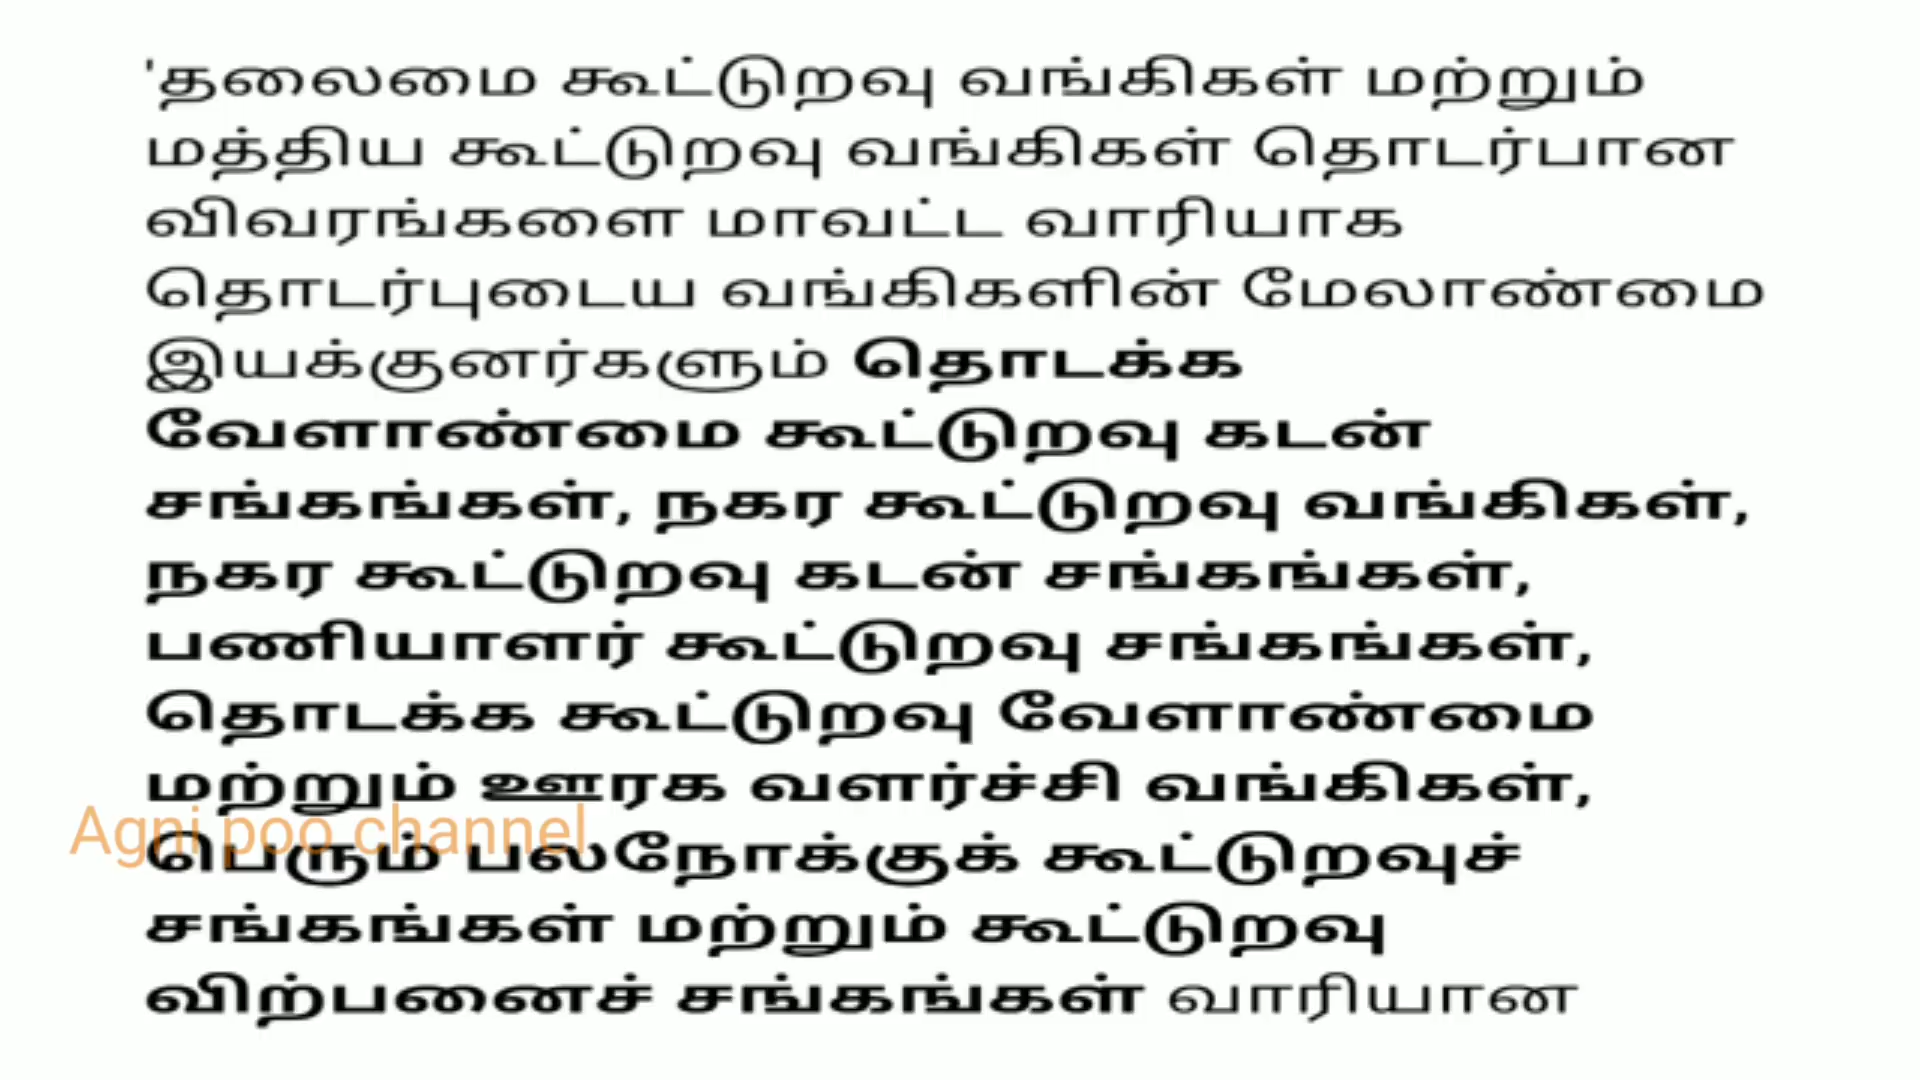 'தலைமை கூட்டுறவு வங்கிகள் மற்றும்
மத்திய கூட்டுறவு வங்கிகள் தொடர்பான
விவரங்களை மாவட்ட வாரியாக
தொடர்புடைய வங்கிகளின் மேலாண்மை
இயக்குனர்களும் தொடக்க
வேளாண்மை கூட்டுறவு கடன்
சங்கங்கள், நகர கூட்டுறவு வங்கிகள்,
நகர கூட்டுறவு கடன் சங்கங்கள்,
பணியாளர் கூட்டுறவு சங்கங்கள்,
தொடக்க கூட்டுறவு வேளாண்மை
மற்றும் ஊரக வளர்ச்சி வங்கிகள்,
Agni poo channel
பெரும் பலநோக்குக் கூட்டுறவுச்
சங்கங்கள் மற்றும் கூட்டுறவு
விற்பனைச் சங்கங்கள் வாரியான